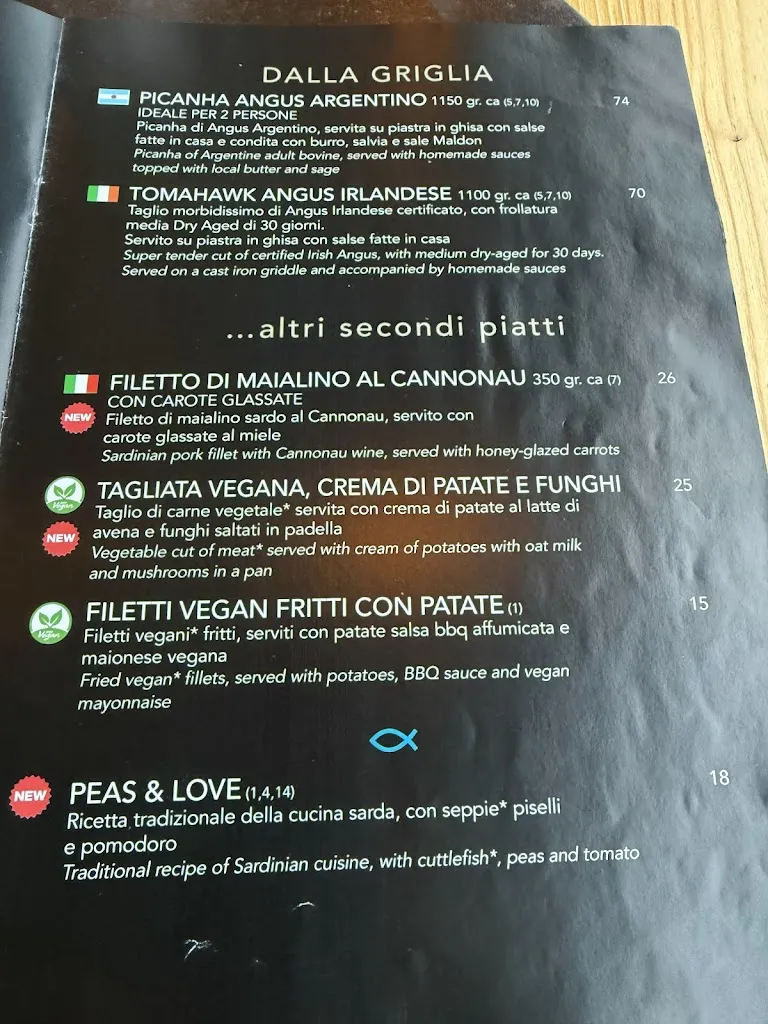 DALLA GRIGLIA
PICANHA ANGUS ARGENTINO 1150 gr. ca (5,7,10) 74
IDEALE PER 2 PERSONE
Picanha di Angus Argentino, servita su piastra in ghisa con salse
fatte in casa e condita con burro, salvia e sale Maldon
Picanha of Argentine adult bovine, served with homemade sauces
topped with local butter and sage
TOMAHAWK ANGUS IRLANDESE 1100 gr. ca (5,7,10) 70
Taglio morbidissimo di Angus Irlandese certificato, con frollatura
media Dry Aged di 30 giorni.
Servito su piastra in ghisa con salse fatte in casa
Super tender cut of certified Irish Angus, with medium dry-aged for 30 days.
Served on a cast iron griddle and accompanied by homemade sauces
...altri secondi piatti
FILETTO DI MAIALINO AL CANNONAU 350 gr. ca (7) 26
CON CAROTE GLASSATE
NEW
Filetto di maialino sardo al Cannonau, servito con
carote glassate al miele
Sardinian pork fillet with Cannonau wine, served with honey-glazed carrots
Vegan
TAGLIATA VEGANA, CREMA DI PATATE E FUNGHI 25
Taglio di carne vegetale* servita con crema di patate al latte di
avena e funghi saltati in padella
NEW
Vegetable cut of meat* served with cream of potatoes with oat milk
and mushrooms in a pan
Vegan
FILETTI VEGAN FRITTI CON PATATE (1) 15
Filetti vegani* fritti, serviti con patate salsa bbq affumicata e
maionese vegana
Fried vegan* fillets, served with potatoes, BBQ sauce and vegan
mayonnaise
NEW
PEAS & LOVE (1,4,14) 18
Ricetta tradizionale della cucina sarda, con seppie* piselli
e pomodoro
Traditional recipe of Sardinian cuisine, with cuttlefish*, peas and tomato